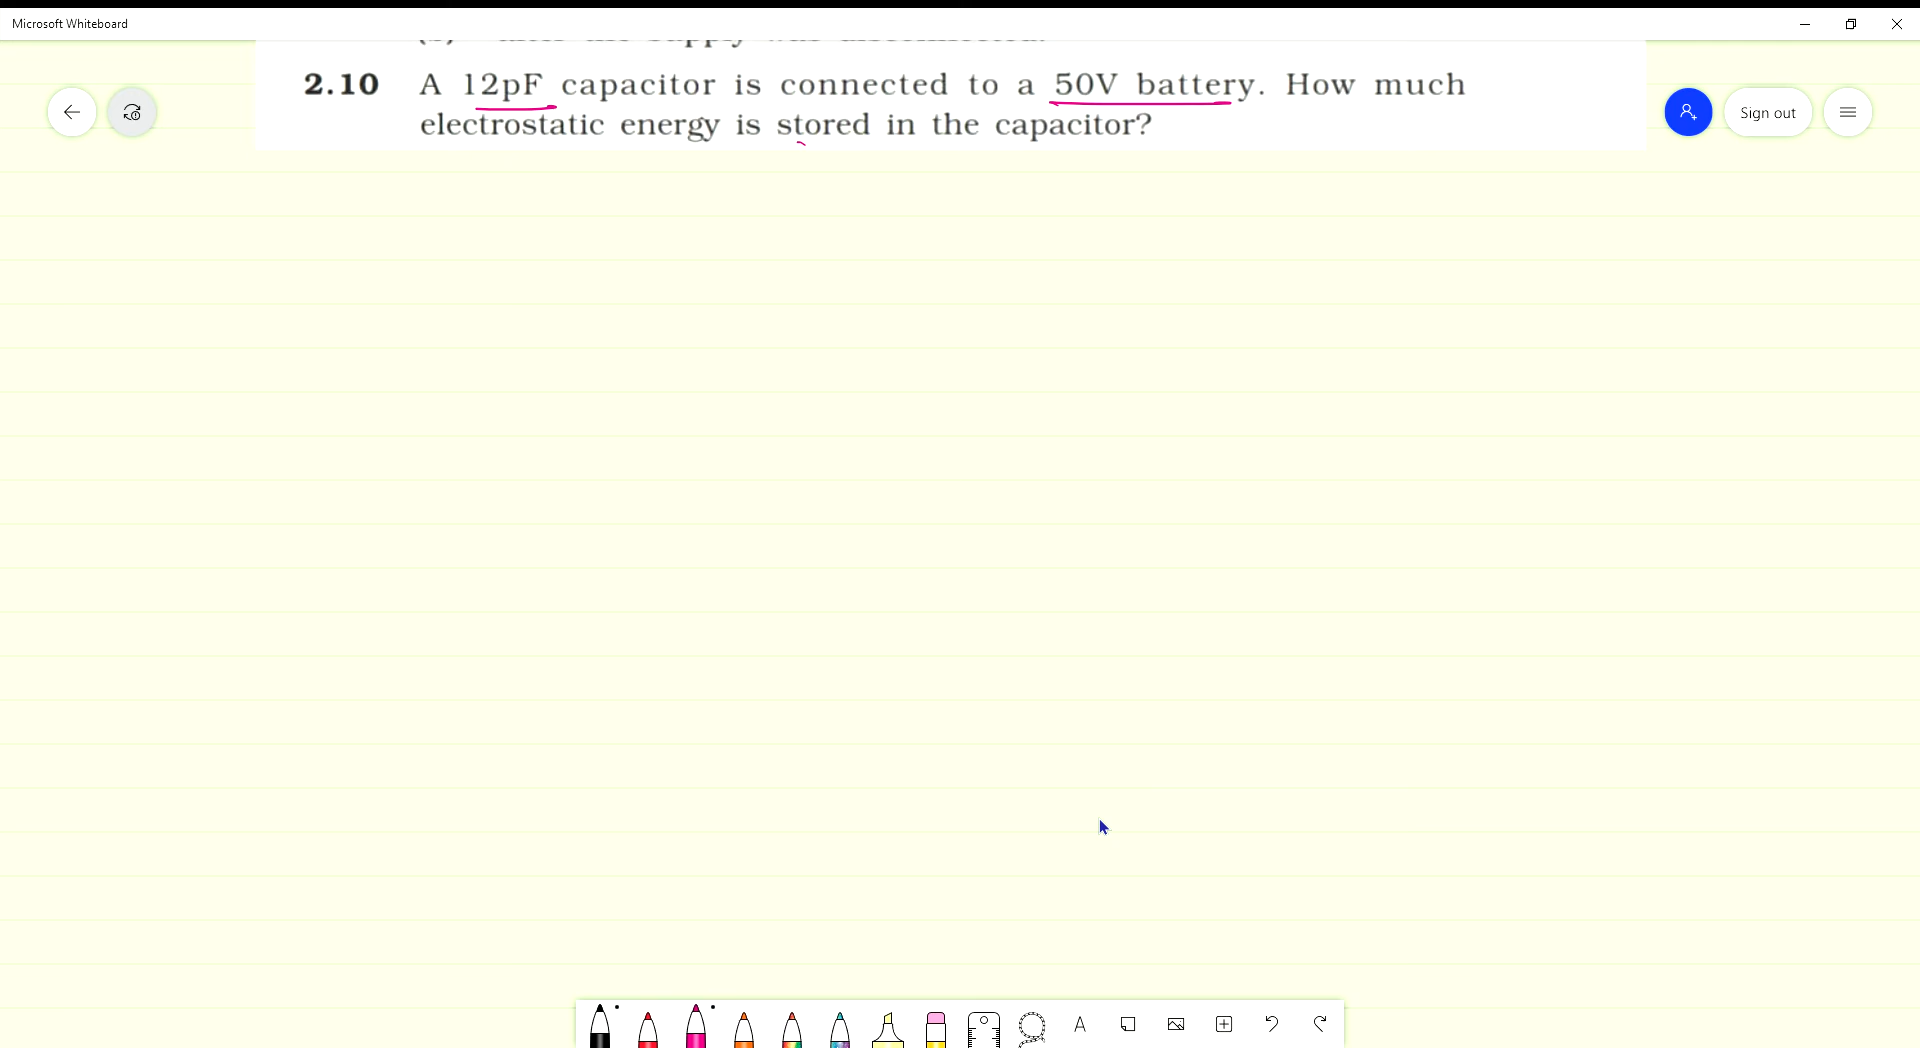 Microsoft Whiteboard
2.10 A 12pF capacitor is connected to a 50V battery. How much
electrostatic energy is stored in the capacitor?
Sign out